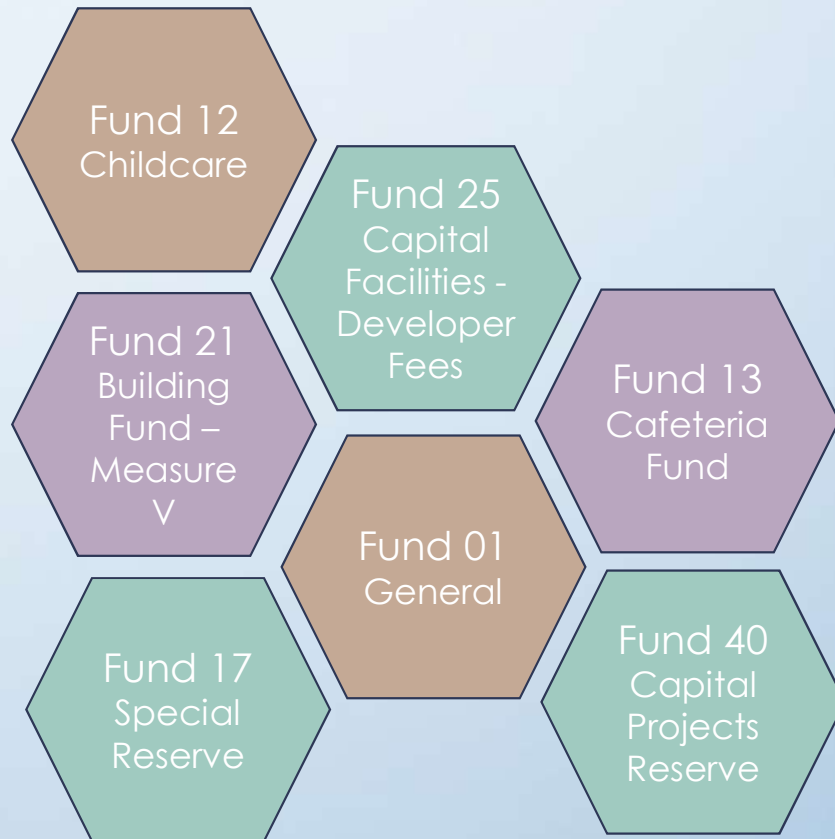 Fund 12
Childcare
Fund 25
Capital
Facilities -
Developer
Fees
Fund 21
Building
Fund –
Measure
V
Fund 13
Cafeteria
Fund
Fund 01
General
Fund 17
Special
Reserve
Fund 40
Capital
Projects
Reserve